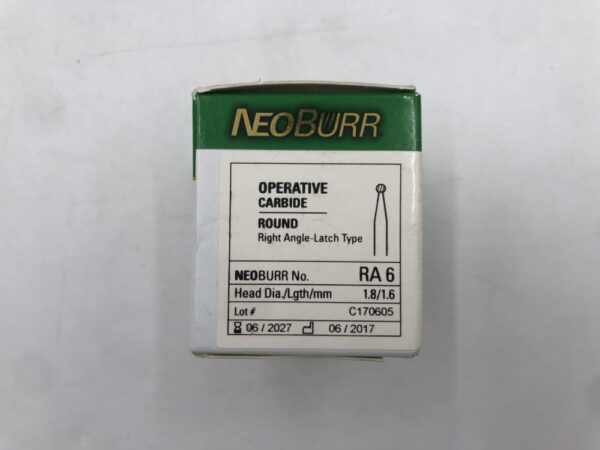 NEOBURR
OPERATIVE
CARBIDE
ROUND
Right Angle-Latch Type
NEOBURR No. RA 6
Head Dia./Lgth/mm 1.8/1.6
Lot # C170605
06 / 2027 06 / 2017